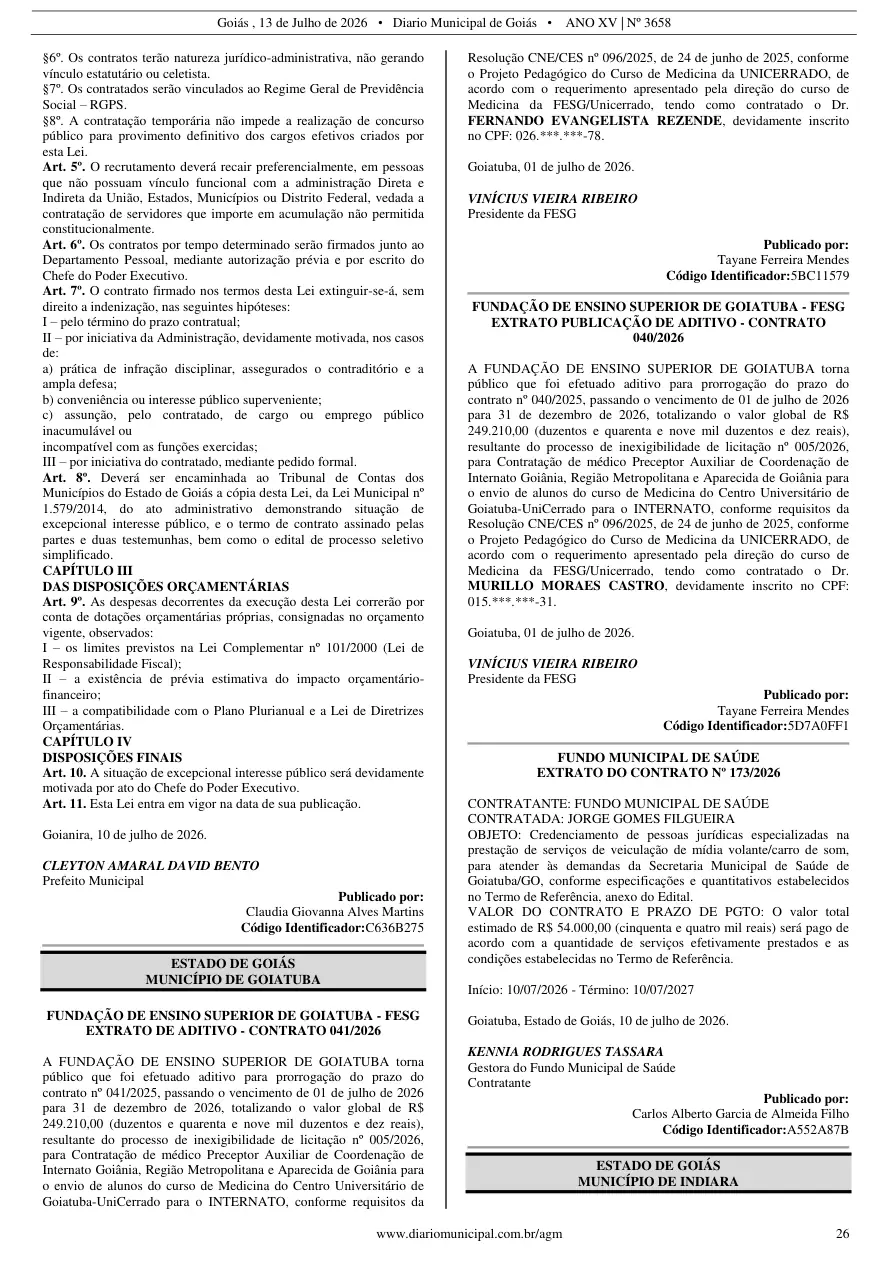 Goiás , 13 de Julho de 2026 • Diario Municipal de Goiás • ANO XV | Nº 3658
§6º. Os contratos terão natureza jurídico-administrativa, não gerando
vínculo estatutário ou celetista.
§7º. Os contratados serão vinculados ao Regime Geral de Previdência
Social – RGPS.
§8º. A contratação temporária não impede a realização de concurso
público para provimento definitivo dos cargos efetivos criados por
esta Lei.
Art. 5º. O recrutamento deverá recair preferencialmente, em pessoas
que não possuam vínculo funcional com a administração Direta e
Indireta da União, Estados, Municípios ou Distrito Federal, vedada a
contratação de servidores que importe em acumulação não permitida
constitucionalmente.
Art. 6º. Os contratos por tempo determinado serão firmados junto ao
Departamento Pessoal, mediante autorização prévia e por escrito do
Chefe do Poder Executivo.
Art. 7º. O contrato firmado nos termos desta Lei extinguir-se-á, sem
direito a indenização, nas seguintes hipóteses:
I – pelo término do prazo contratual;
II – por iniciativa da Administração, devidamente motivada, nos casos
de:
a) prática de infração disciplinar, assegurados o contraditório e a
ampla defesa;
b) conveniência ou interesse público superveniente;
c) assunção, pelo contratado, de cargo ou emprego público
inacumulável ou
incompatível com as funções exercidas;
III – por iniciativa do contratado, mediante pedido formal.
Art. 8º. Deverá ser encaminhada ao Tribunal de Contas dos
Municípios do Estado de Goiás a cópia desta Lei, da Lei Municipal nº
1.579/2014, do ato administrativo demonstrando situação de
excepcional interesse público, e o termo de contrato assinado pelas
partes e duas testemunhas, bem como o edital de processo seletivo
simplificado.
CAPÍTULO III
DAS DISPOSIÇÕES ORÇAMENTÁRIAS
Art. 9º. As despesas decorrentes da execução desta Lei correrão por
conta de dotações orçamentárias próprias, consignadas no orçamento
vigente, observados:
I – os limites previstos na Lei Complementar nº 101/2000 (Lei de
Responsabilidade Fiscal);
II – a existência de prévia estimativa do impacto orçamentário-
financeiro;
III – a compatibilidade com o Plano Plurianual e a Lei de Diretrizes
Orçamentárias.
CAPÍTULO IV
DISPOSIÇÕES FINAIS
Art. 10. A situação de excepcional interesse público será devidamente
motivada por ato do Chefe do Poder Executivo.
Art. 11. Esta Lei entra em vigor na data de sua publicação.
Goianira, 10 de julho de 2026.
CLEYTON AMARAL DAVID BENTO
Prefeito Municipal
Publicado por:
Claudia Giovanna Alves Martins
Código Identificador:C636B275
ESTADO DE GOIÁS
MUNICÍPIO DE GOIATUBA
FUNDAÇÃO DE ENSINO SUPERIOR DE GOIATUBA - FESG
EXTRATO DE ADITIVO - CONTRATO 041/2026
A FUNDAÇÃO DE ENSINO SUPERIOR DE GOIATUBA torna
público que foi efetuado aditivo para prorrogação do prazo do
contrato nº 041/2025, passando o vencimento de 01 de julho de 2026
para 31 de dezembro de 2026, totalizando o valor global de R$
249.210,00 (duzentos e quarenta e nove mil duzentos e dez reais),
resultante do processo de inexigibilidade de licitação nº 005/2026,
para Contratação de médico Preceptor Auxiliar de Coordenação de
Internato Goiânia, Região Metropolitana e Aparecida de Goiânia para
o envio de alunos do curso de Medicina do Centro Universitário de
Goiatuba-UniCerrado para o INTERNATO, conforme requisitos da
Resolução CNE/CES nº 096/2025, de 24 de junho de 2025, conforme
o Projeto Pedagógico do Curso de Medicina da UNICERRADO, de
acordo com o requerimento apresentado pela direção do curso de
Medicina da FESG/Unicerrado, tendo como contratado o Dr.
FERNANDO EVANGELISTA REZENDE, devidamente inscrito
no CPF: 026.***.***-78.
Goiatuba, 01 de julho de 2026.
VINÍCIUS VIEIRA RIBEIRO
Presidente da FESG
Publicado por:
Tayane Ferreira Mendes
Código Identificador:5BC11579
FUNDAÇÃO DE ENSINO SUPERIOR DE GOIATUBA - FESG
EXTRATO PUBLICAÇÃO DE ADITIVO - CONTRATO
040/2026
A FUNDAÇÃO DE ENSINO SUPERIOR DE GOIATUBA torna
público que foi efetuado aditivo para prorrogação do prazo do
contrato nº 040/2025, passando o vencimento de 01 de julho de 2026
para 31 de dezembro de 2026, totalizando o valor global de R$
249.210,00 (duzentos e quarenta e nove mil duzentos e dez reais),
resultante do processo de inexigibilidade de licitação nº 005/2026,
para Contratação de médico Preceptor Auxiliar de Coordenação de
Internato Goiânia, Região Metropolitana e Aparecida de Goiânia para
o envio de alunos do curso de Medicina do Centro Universitário de
Goiatuba-UniCerrado para o INTERNATO, conforme requisitos da
Resolução CNE/CES nº 096/2025, de 24 de junho de 2025, conforme
o Projeto Pedagógico do Curso de Medicina da UNICERRADO, de
acordo com o requerimento apresentado pela direção do curso de
Medicina da FESG/Unicerrado, tendo como contratado o Dr.
MURILLO MORAES CASTRO, devidamente inscrito no CPF:
015.***.***-31.
Goiatuba, 01 de julho de 2026.
VINÍCIUS VIEIRA RIBEIRO
Presidente da FESG
Publicado por:
Tayane Ferreira Mendes
Código Identificador:5D7A0FF1
FUNDO MUNICIPAL DE SAÚDE
EXTRATO DO CONTRATO Nº 173/2026
CONTRATANTE: FUNDO MUNICIPAL DE SAÚDE
CONTRATADA: JORGE GOMES FILGUEIRA
OBJETO: Credenciamento de pessoas jurídicas especializadas na
prestação de serviços de veiculação de mídia volante/carro de som,
para atender às demandas da Secretaria Municipal de Saúde de
Goiatuba/GO, conforme especificações e quantitativos estabelecidos
no Termo de Referência, anexo do Edital.
VALOR DO CONTRATO E PRAZO DE PGTO: O valor total
estimado de R$ 54.000,00 (cinquenta e quatro mil reais) será pago de
acordo com a quantidade de serviços efetivamente prestados e as
condições estabelecidas no Termo de Referência.
Início: 10/07/2026 - Término: 10/07/2027
Goiatuba, Estado de Goiás, 10 de julho de 2026.
KENNIA RODRIGUES TASSARA
Gestora do Fundo Municipal de Saúde
Contratante
Publicado por:
Carlos Alberto Garcia de Almeida Filho
Código Identificador:A552A87B
ESTADO DE GOIÁS
MUNICÍPIO DE INDIARA
www.diariomunicipal.com.br/agm
26